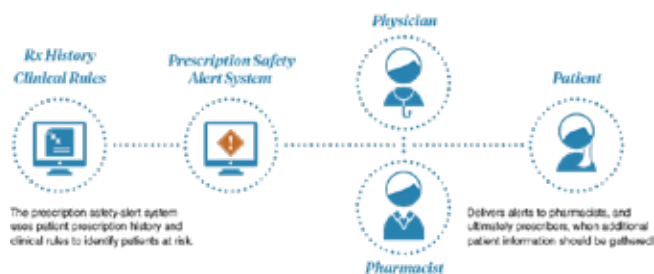 Physician
Rx History
Clinical Rules
Prescription Safety
Alert System
Patient
The prescription safety-alert system
uses patient prescription history and
clinical rules to identify patients at risk.
Delivers alerts to pharmacists, and
ultimately prescribers, when additional
patient information should be gathered.
Pharmacist